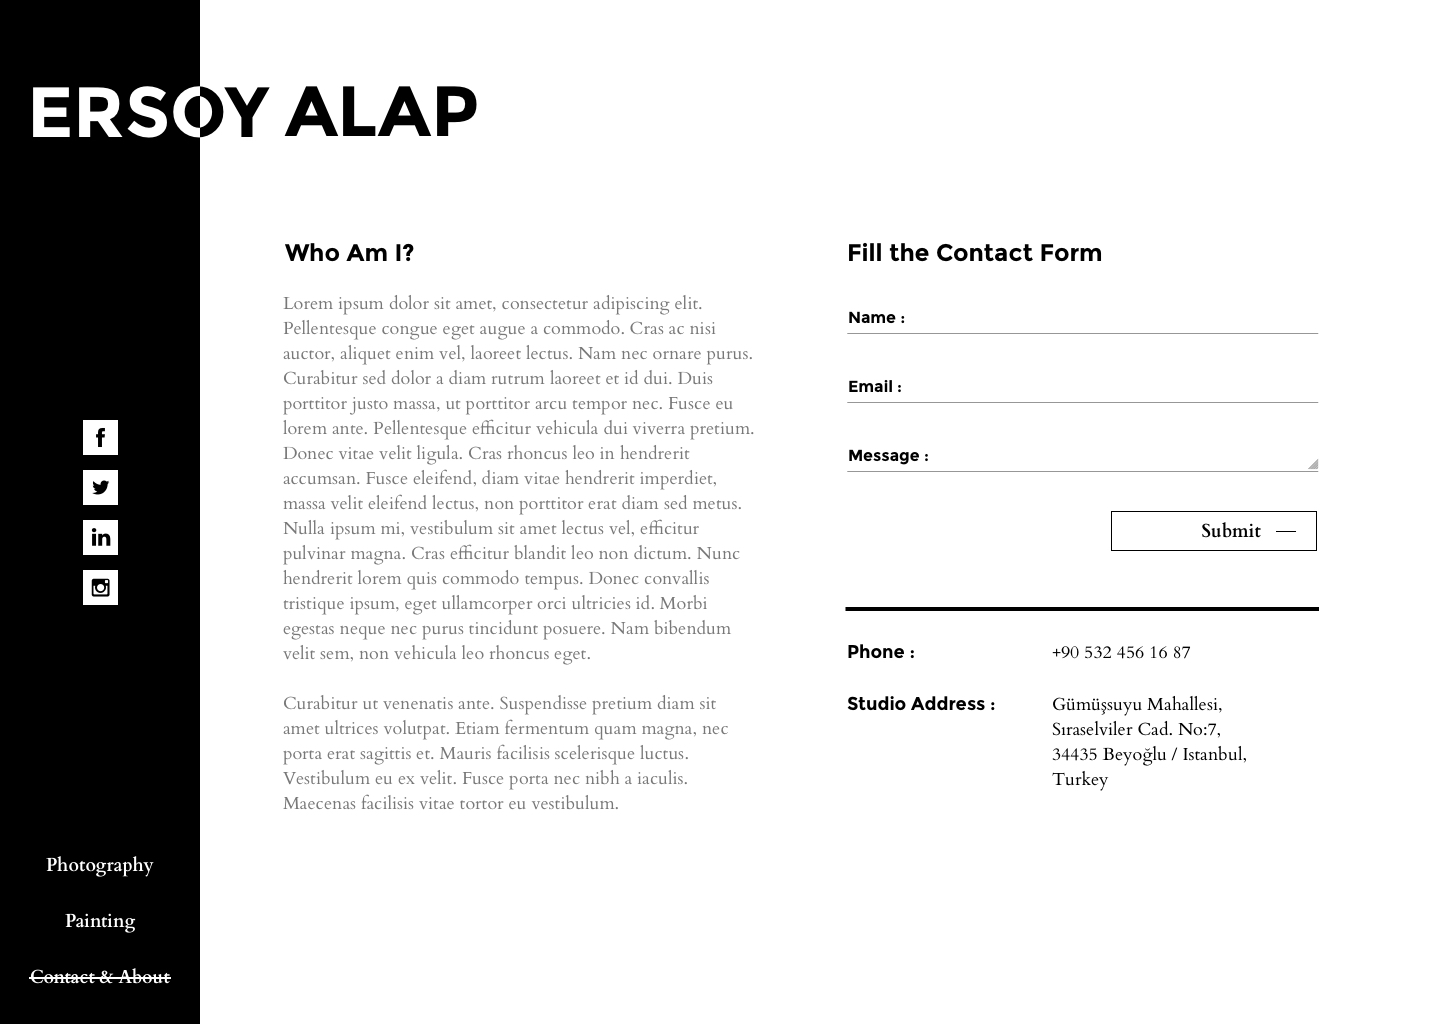 ERSOY ALAP
Who Am I?
Lorem ipsum dolor sit amet, consectetur adipiscing elit.
Pellentesque congue eget augue a commodo. Cras ac nisi
auctor, aliquet enim vel, laoreet lectus. Nam nec ornare purus.
Curabitur sed dolor a diam rutrum laoreet et id dui. Duis
porttitor justo massa, ut porttitor arcu tempor nec. Fusce eu
lorem ante. Pellentesque efficitur vehicula dui viverra pretium.
Donec vitae velit ligula. Cras rhoncus leo in hendrerit
accumsan. Fusce eleifend, diam vitae hendrerit imperdiet,
massa velit eleifend lectus, non porttitor erat diam sed metus.
Nulla ipsum mi, vestibulum sit amet lectus vel, efficitur
pulvinar magna. Cras efficitur blandit leo non dictum. Nunc
hendrerit lorem quis commodo tempus. Donec convallis
tristique ipsum, eget ullamcorper orci ultricies id. Morbi
egestas neque nec purus tincidunt posuere. Nam bibendum
velit sem, non vehicula leo rhoncus eget.
Curabitur ut venenatis ante. Suspendisse pretium diam sit
amet ultrices volutpat. Etiam fermentum quam magna, nec
porta erat sagittis et. Mauris facilisis scelerisque luctus.
Vestibulum eu ex velit. Fusce porta nec nibh a iaculis.
Maecenas facilisis vitae tortor eu vestibulum.
Fill the Contact Form
Name :
Email :
Message :
Submit —
Phone : +90 532 456 16 87
Studio Address : Gümüşsuyu Mahallesi,
Sıraselviler Cad. No:7,
34435 Beyoğlu / Istanbul,
Turkey
Photography
Painting
Contact & About